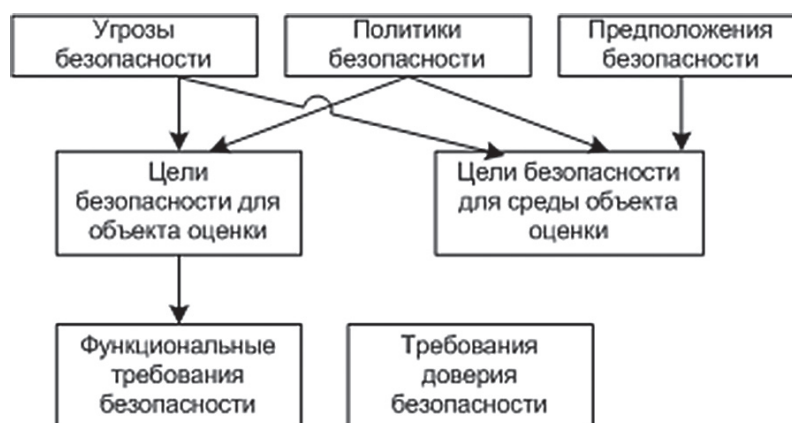 Угрозы
безопасности
Политики
безопасности
Предположения
безопасности
Цели
безопасности для
объекта оценки
Цели безопасности
для среды объекта
оценки
Функциональные
требования
безопасности
Требования
доверия
безопасности